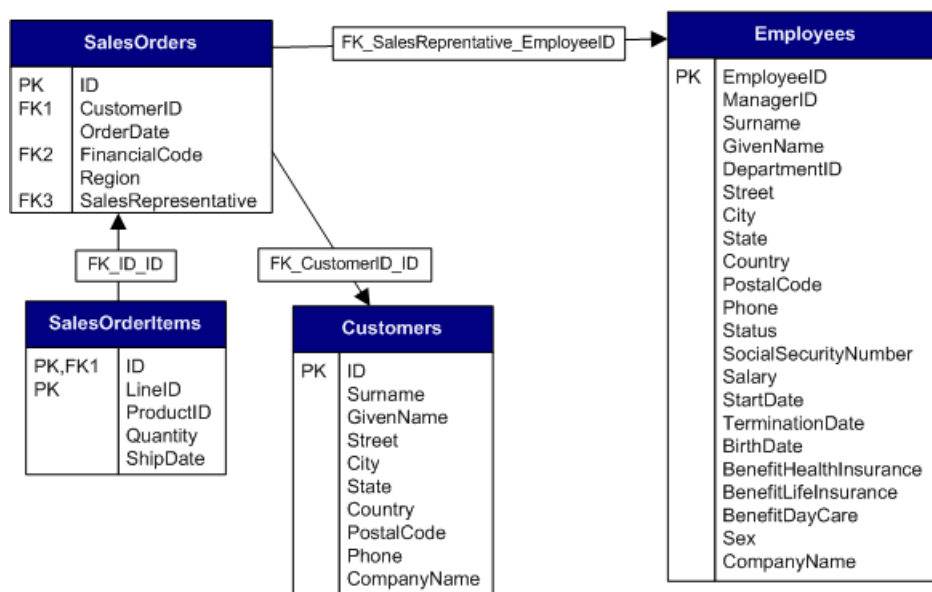 SalesOrders
PK ID
FK1 CustomerID
OrderDate
FK2 FinancialCode
Region
FK3 SalesRepresentative
FK_SalesReprentative_EmployeeID
Employees
PK EmployeeID
ManagerID
Surname
GivenName
DepartmentID
Street
City
State
Country
PostalCode
Phone
Status
SocialSecurityNumber
Salary
StartDate
TerminationDate
BirthDate
BenefitHealthInsurance
BenefitLifeInsurance
BenefitDayCare
Sex
CompanyName
FK_ID_ID
FK_CustomerID_ID
SalesOrderItems
PK,FK1 ID
PK LineID
ProductID
Quantity
ShipDate
Customers
PK ID
Surname
GivenName
Street
City
State
Country
PostalCode
Phone
CompanyName